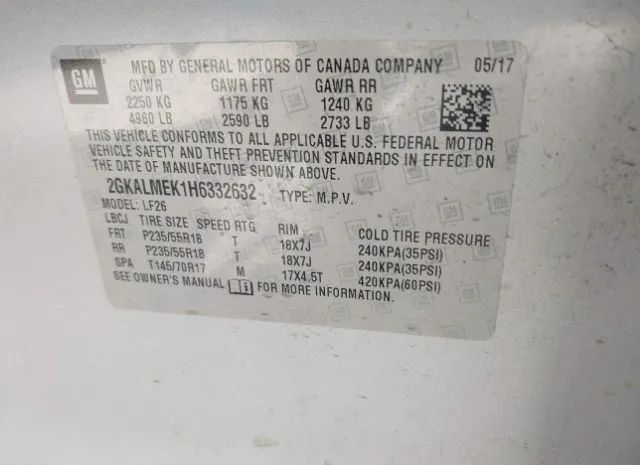 GM
MFD BY GENERAL MOTORS OF CANADA COMPANY 05/17
GVWR GAWR FRT GAWR RR
2250 KG 1175 KG 1240 KG
4960 LB 2590 LB 2733 LB
THIS VEHICLE CONFORMS TO ALL APPLICABLE U.S. FEDERAL MOTOR
VEHICLE SAFETY AND THEFT PREVENTION STANDARDS IN EFFECT ON
THE DATE OF MANUFACTURE SHOWN ABOVE.
2GKALMEK1H6332632 TYPE: M.P.V.
MODEL: LF26
LBCJ TIRE SIZE SPEED RTG RIM COLD TIRE PRESSURE
FRT P235/55R18 T 18X7J 240KPA(35PSI)
RR P235/55R18 T 18X7J 240KPA(35PSI)
SPA T145/70R17 M 17X4.5T 420KPA(60PSI)
SEE OWNER'S MANUAL FOR MORE INFORMATION.